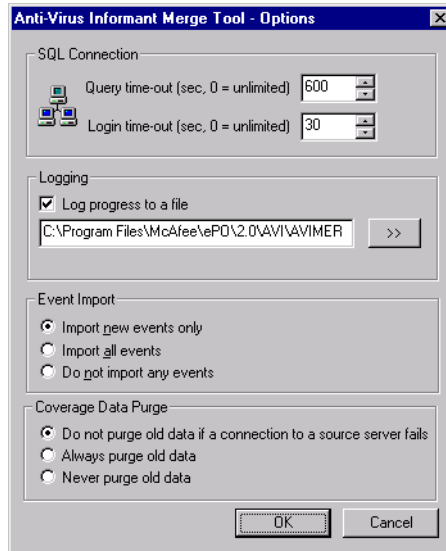 Anti-Virus Informant Merge Tool - Options
SQL Connection
Query time-out (sec, 0 = unlimited) 600
Login time-out (sec, 0 = unlimited) 30
Logging
Log progress to a file
C:\Program Files\McAfee\ePO\2.0\AVI\AVIMER >>
Event Import
Import new events only
Import all events
Do not import any events
Coverage Data Purge
Do not purge old data if a connection to a source server fails
Always purge old data
Never purge old data
OK Cancel